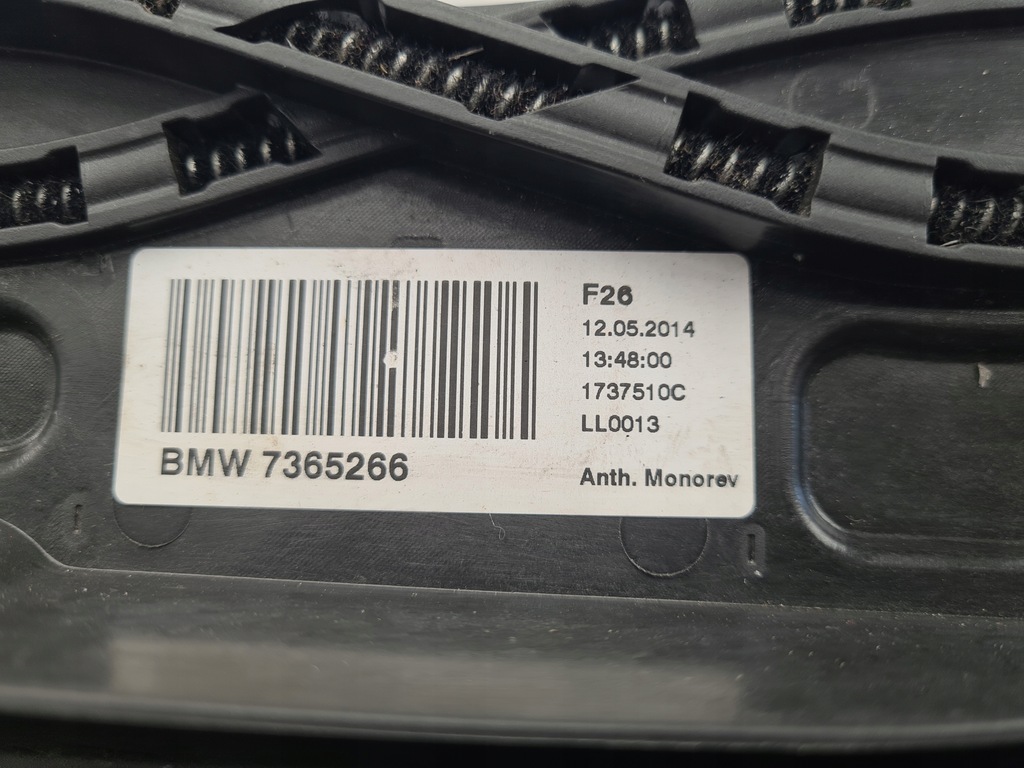 F26
12.05.2014
13:48:00
1737510C
LL0013
BMW 7365266
Anth. Monorev